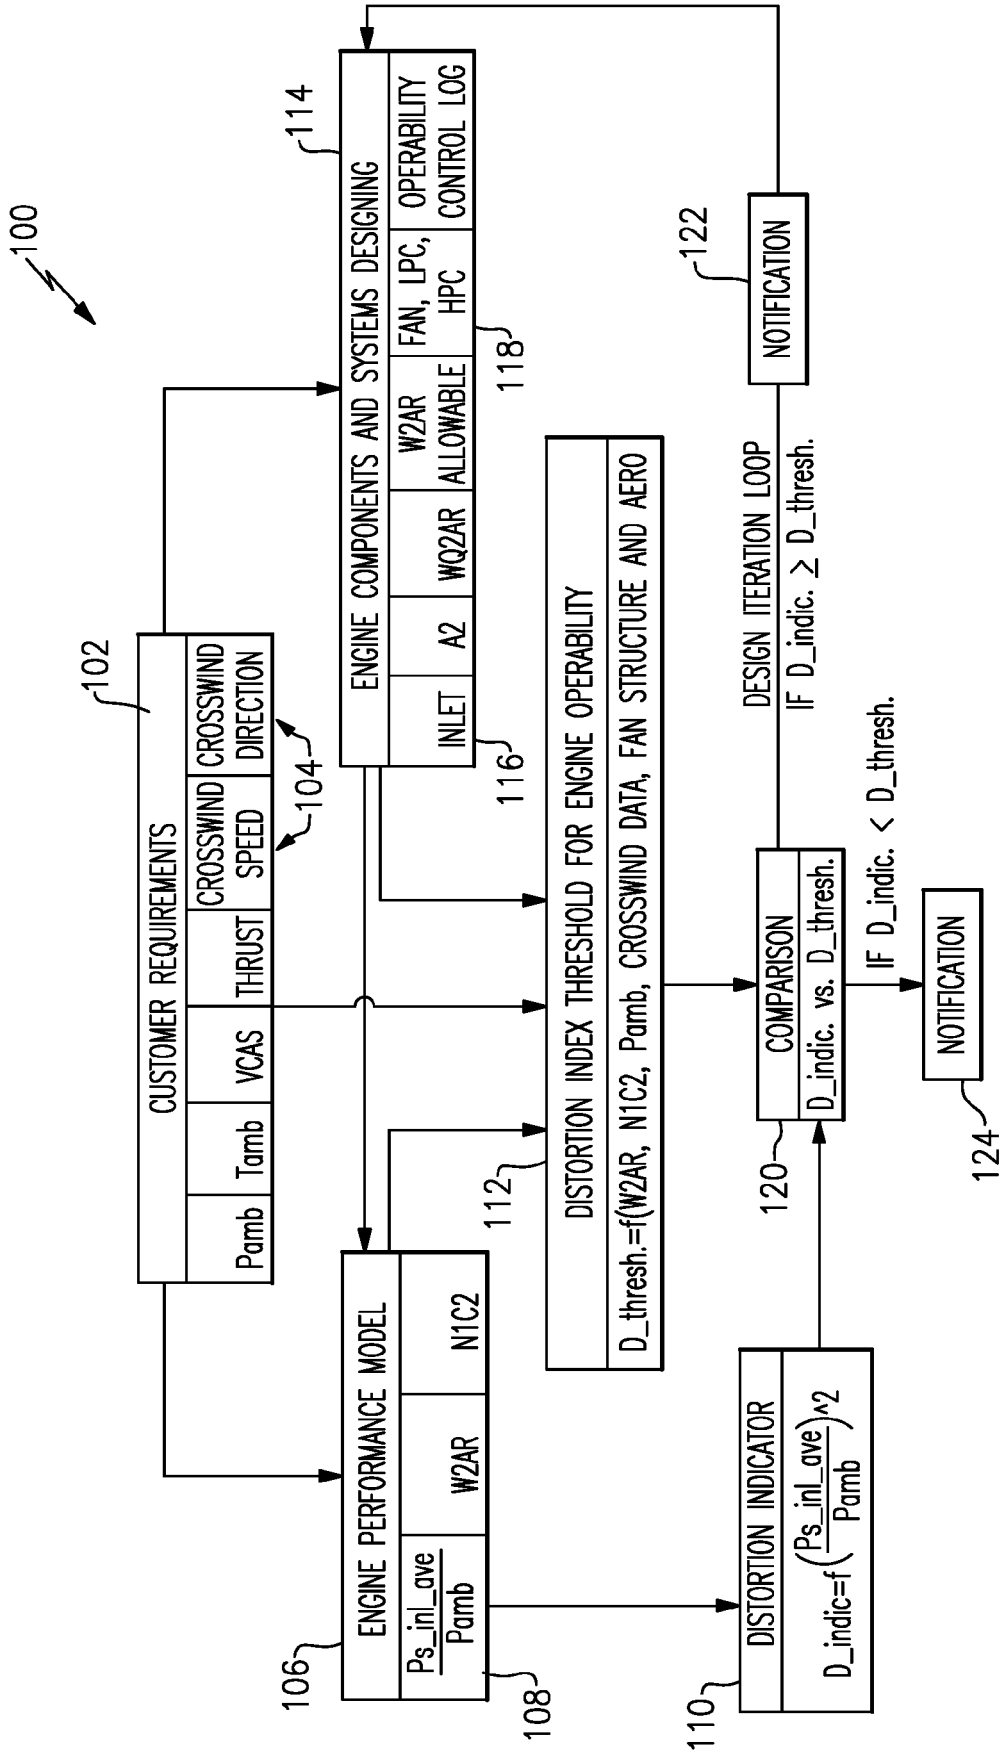 100
102
CUSTOMER REQUIREMENTS
Pamb
Tamb
VCAS
THRUST
CROSSWIND
SPEED
CROSSWIND
DIRECTION
104
106
ENGINE PERFORMANCE MODEL
Ps_inl_ave
Pamb
W2AR
N1C2
108
114
ENGINE COMPONENTS AND SYSTEMS DESIGNING
INLET
A2
WQ2AR
W2AR
ALLOWABLE
FAN, LPC,
HPC
OPERABILITY
CONTROL LOG
116
118
112
DISTORTION INDEX THRESHOLD FOR ENGINE OPERABILITY
D_thresh.=f(W2AR, N1C2, Pamb, CROSSWIND DATA, FAN STRUCTURE AND AERO
110
DISTORTION INDICATOR
D_indic=f(Ps_inl_ave/Pamb)^2
120
COMPARISON
D_indic. vs. D_thresh.
DESIGN ITERATION LOOP
IF D_indic. ≥ D_thresh.
122
NOTIFICATION
IF D_indic. < D_thresh.
124
NOTIFICATION